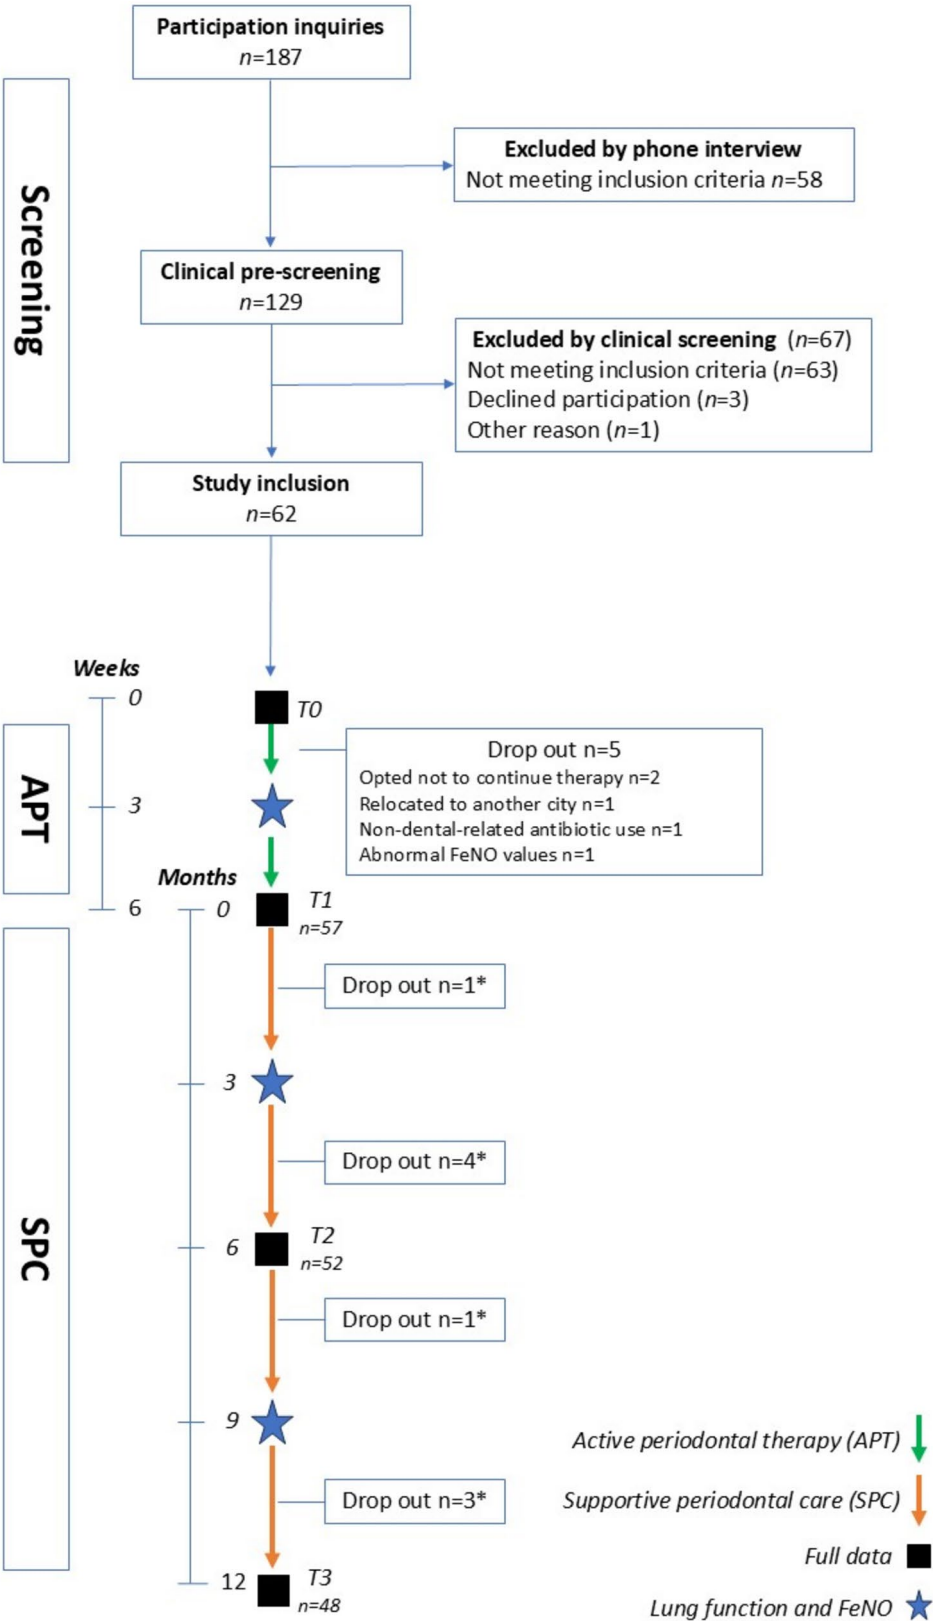 Participation inquiries
n=187
Excluded by phone interview
Not meeting inclusion criteria n=58
Screening
Clinical pre-screening
n=129
Excluded by clinical screening (n=67)
Not meeting inclusion criteria (n=63)
Declined participation (n=3)
Other reason (n=1)
Study inclusion
n=62
Weeks
0
T0
Drop out n=5
Opted not to continue therapy n=2
Relocated to another city n=1
Non-dental-related antibiotic use n=1
Abnormal FeNO values n=1
APT
3
Months
6
0
T1
n=57
Drop out n=1*
3
Drop out n=4*
SPC
6
T2
n=52
Drop out n=1*
9
Active periodontal therapy (APT)
Drop out n=3*
Supportive periodontal care (SPC)
Full data
12
T3
n=48
Lung function and FeNO